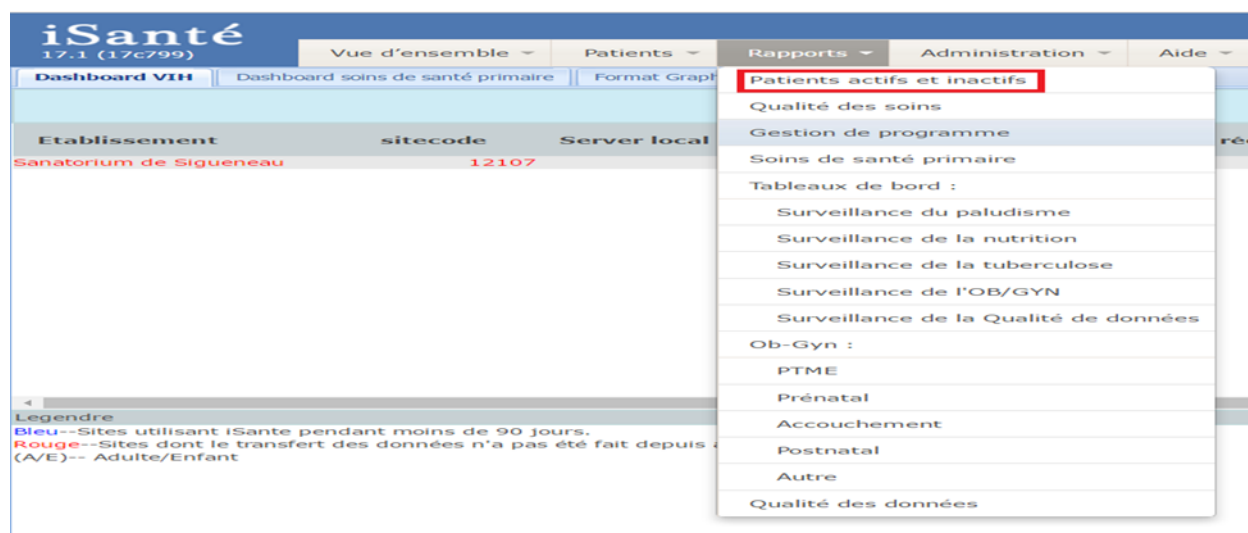 iSanté
17.1 (17c799)
Vue d'ensemble
Patients
Rapports
Administration
Aide
Dashboard VIH
Dashboard soins de santé primaire
Format
Etablissement
sitecode
Server local
Sanatorium de Sigueneau
12107
Patients actifs et inactifs
Qualité des soins
Gestion de programme
Soins de santé primaire
Tableaux de bord :
Surveillance du paludisme
Surveillance de la nutrition
Surveillance de la tuberculose
Surveillance de l'OB/GYN
Surveillance de la Qualité de données
Ob-Gyn :
PTME
Prénatal
Accouchement
Postnatal
Autre
Qualité des données
Legendre
Bleu--Sites utilisant iSante pendant moins de 90 jours.
Rouge--Sites dont le transfert des données n'a pas été fait depuis
(A/E)-- Adulte/Enfant